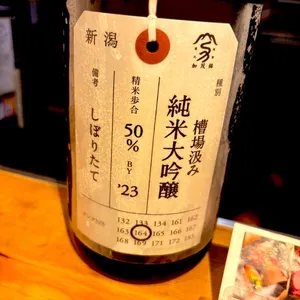 新潟
加茂錦
種別
槽場汲み
純米大吟醸
精米歩合
50%
BY
'23
備考
しぼりたて
132 133 134 161 162
163 164 165 166 167
168 169 171 172